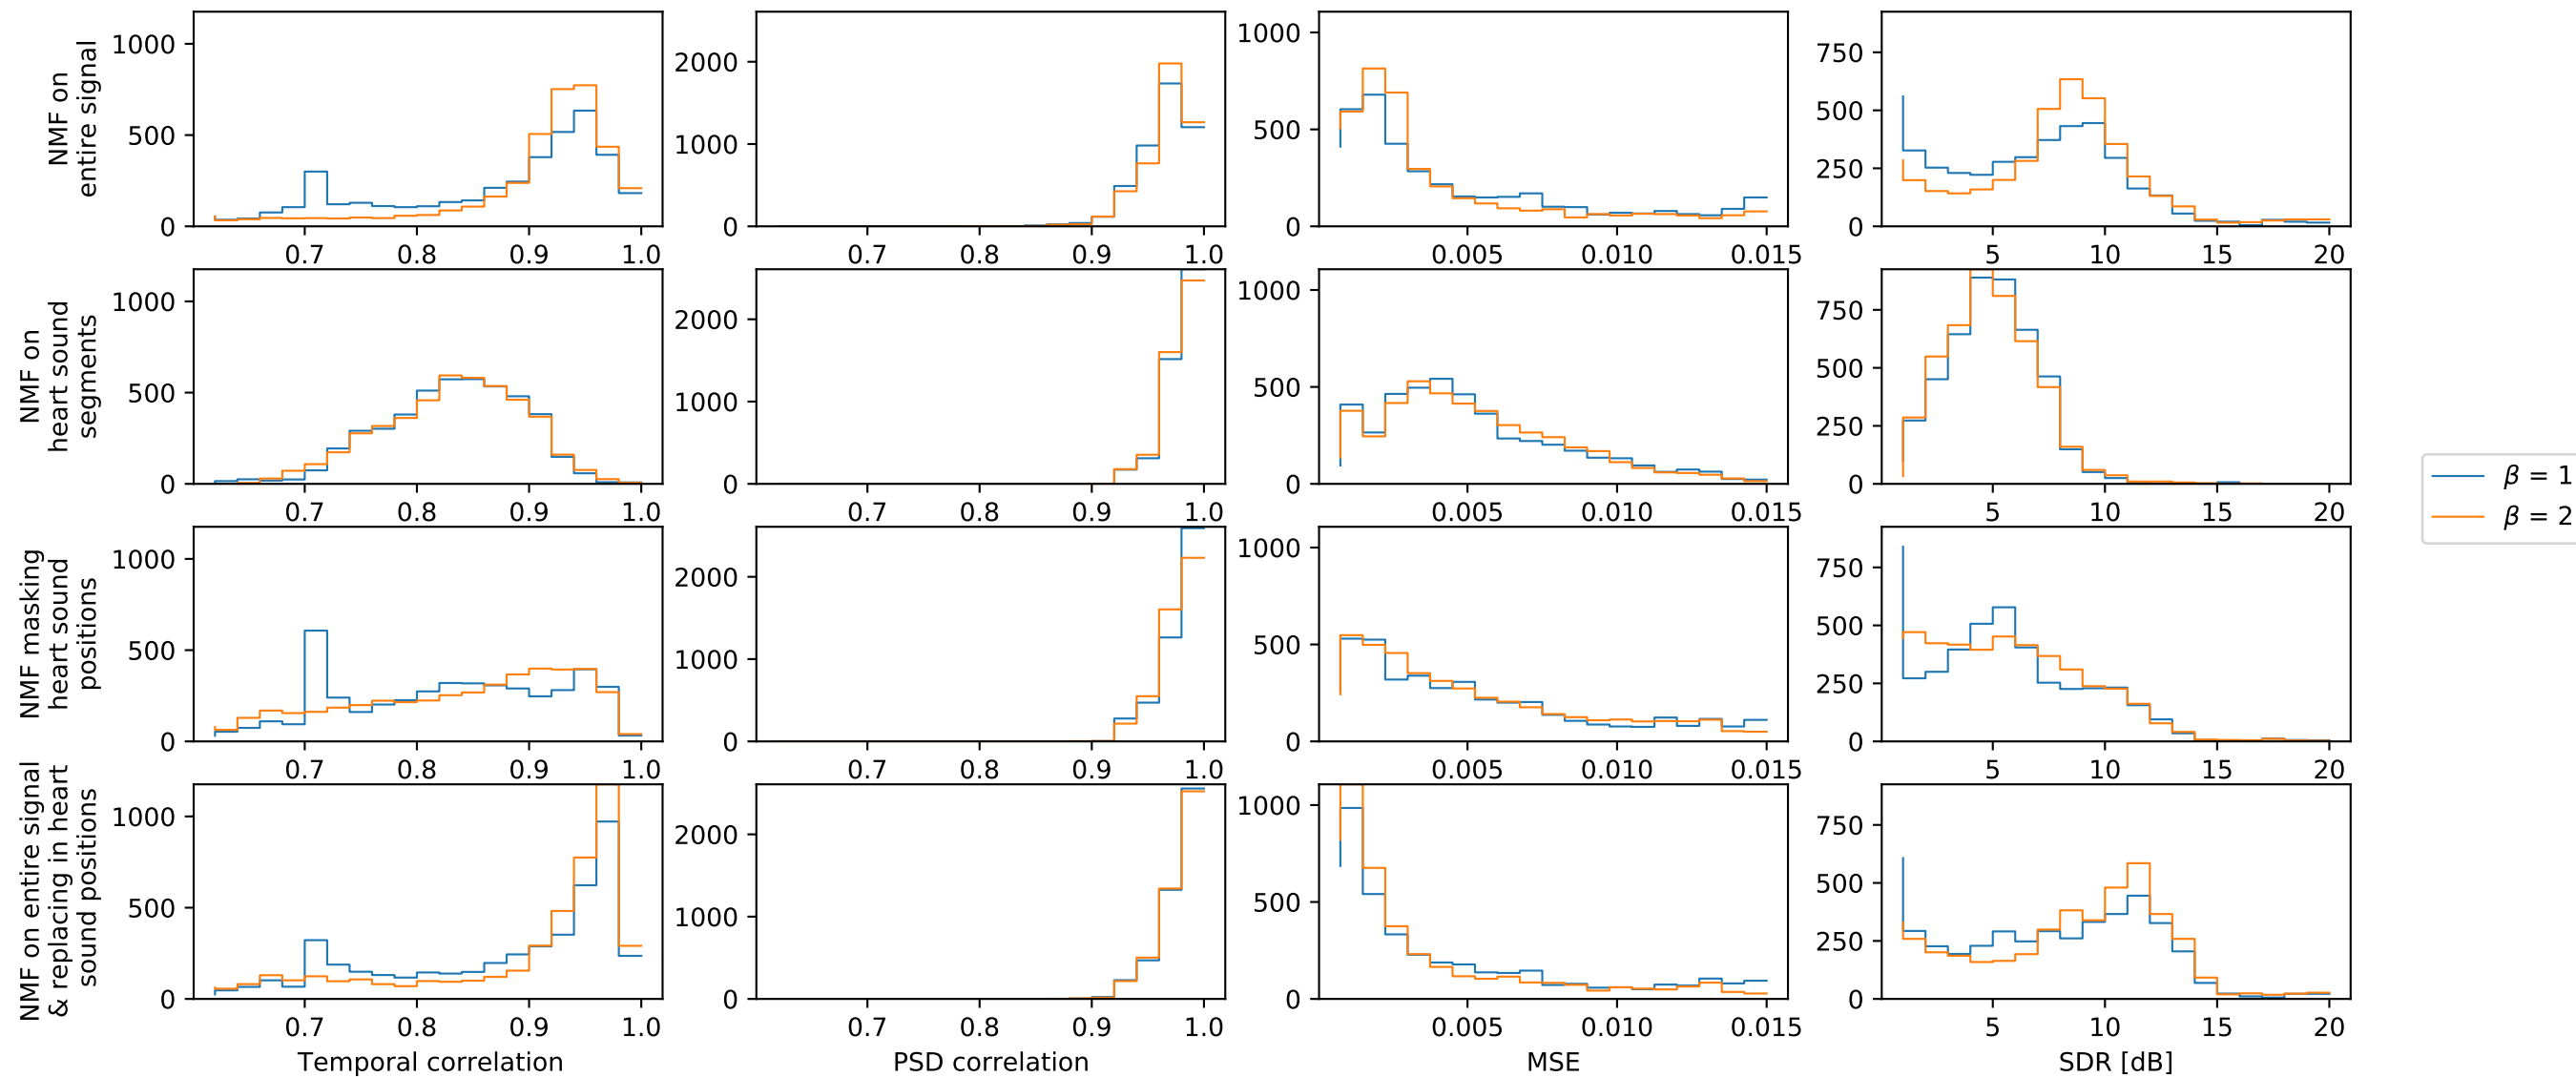 NMF on
entire signal
1000
500
0
0.7 0.8 0.9 1.0
2000
1000
0
0.7 0.8 0.9 1.0
1000
500
0
0.005 0.010 0.015
750
500
250
0
5 10 15 20
NMF on
heart sound
segments
1000
500
0
0.7 0.8 0.9 1.0
2000
1000
0
0.7 0.8 0.9 1.0
1000
500
0
0.005 0.010 0.015
750
500
250
0
5 10 15 20
β = 1
β = 2
NMF masking
heart sound
positions
1000
500
0
0.7 0.8 0.9 1.0
2000
1000
0
0.7 0.8 0.9 1.0
1000
500
0
0.005 0.010 0.015
750
500
250
0
5 10 15 20
NMF on entire signal
& replacing in heart
sound positions
1000
500
0
0.7 0.8 0.9 1.0
Temporal correlation
2000
1000
0
0.7 0.8 0.9 1.0
PSD correlation
1000
500
0
0.005 0.010 0.015
MSE
750
500
250
0
5 10 15 20
SDR [dB]